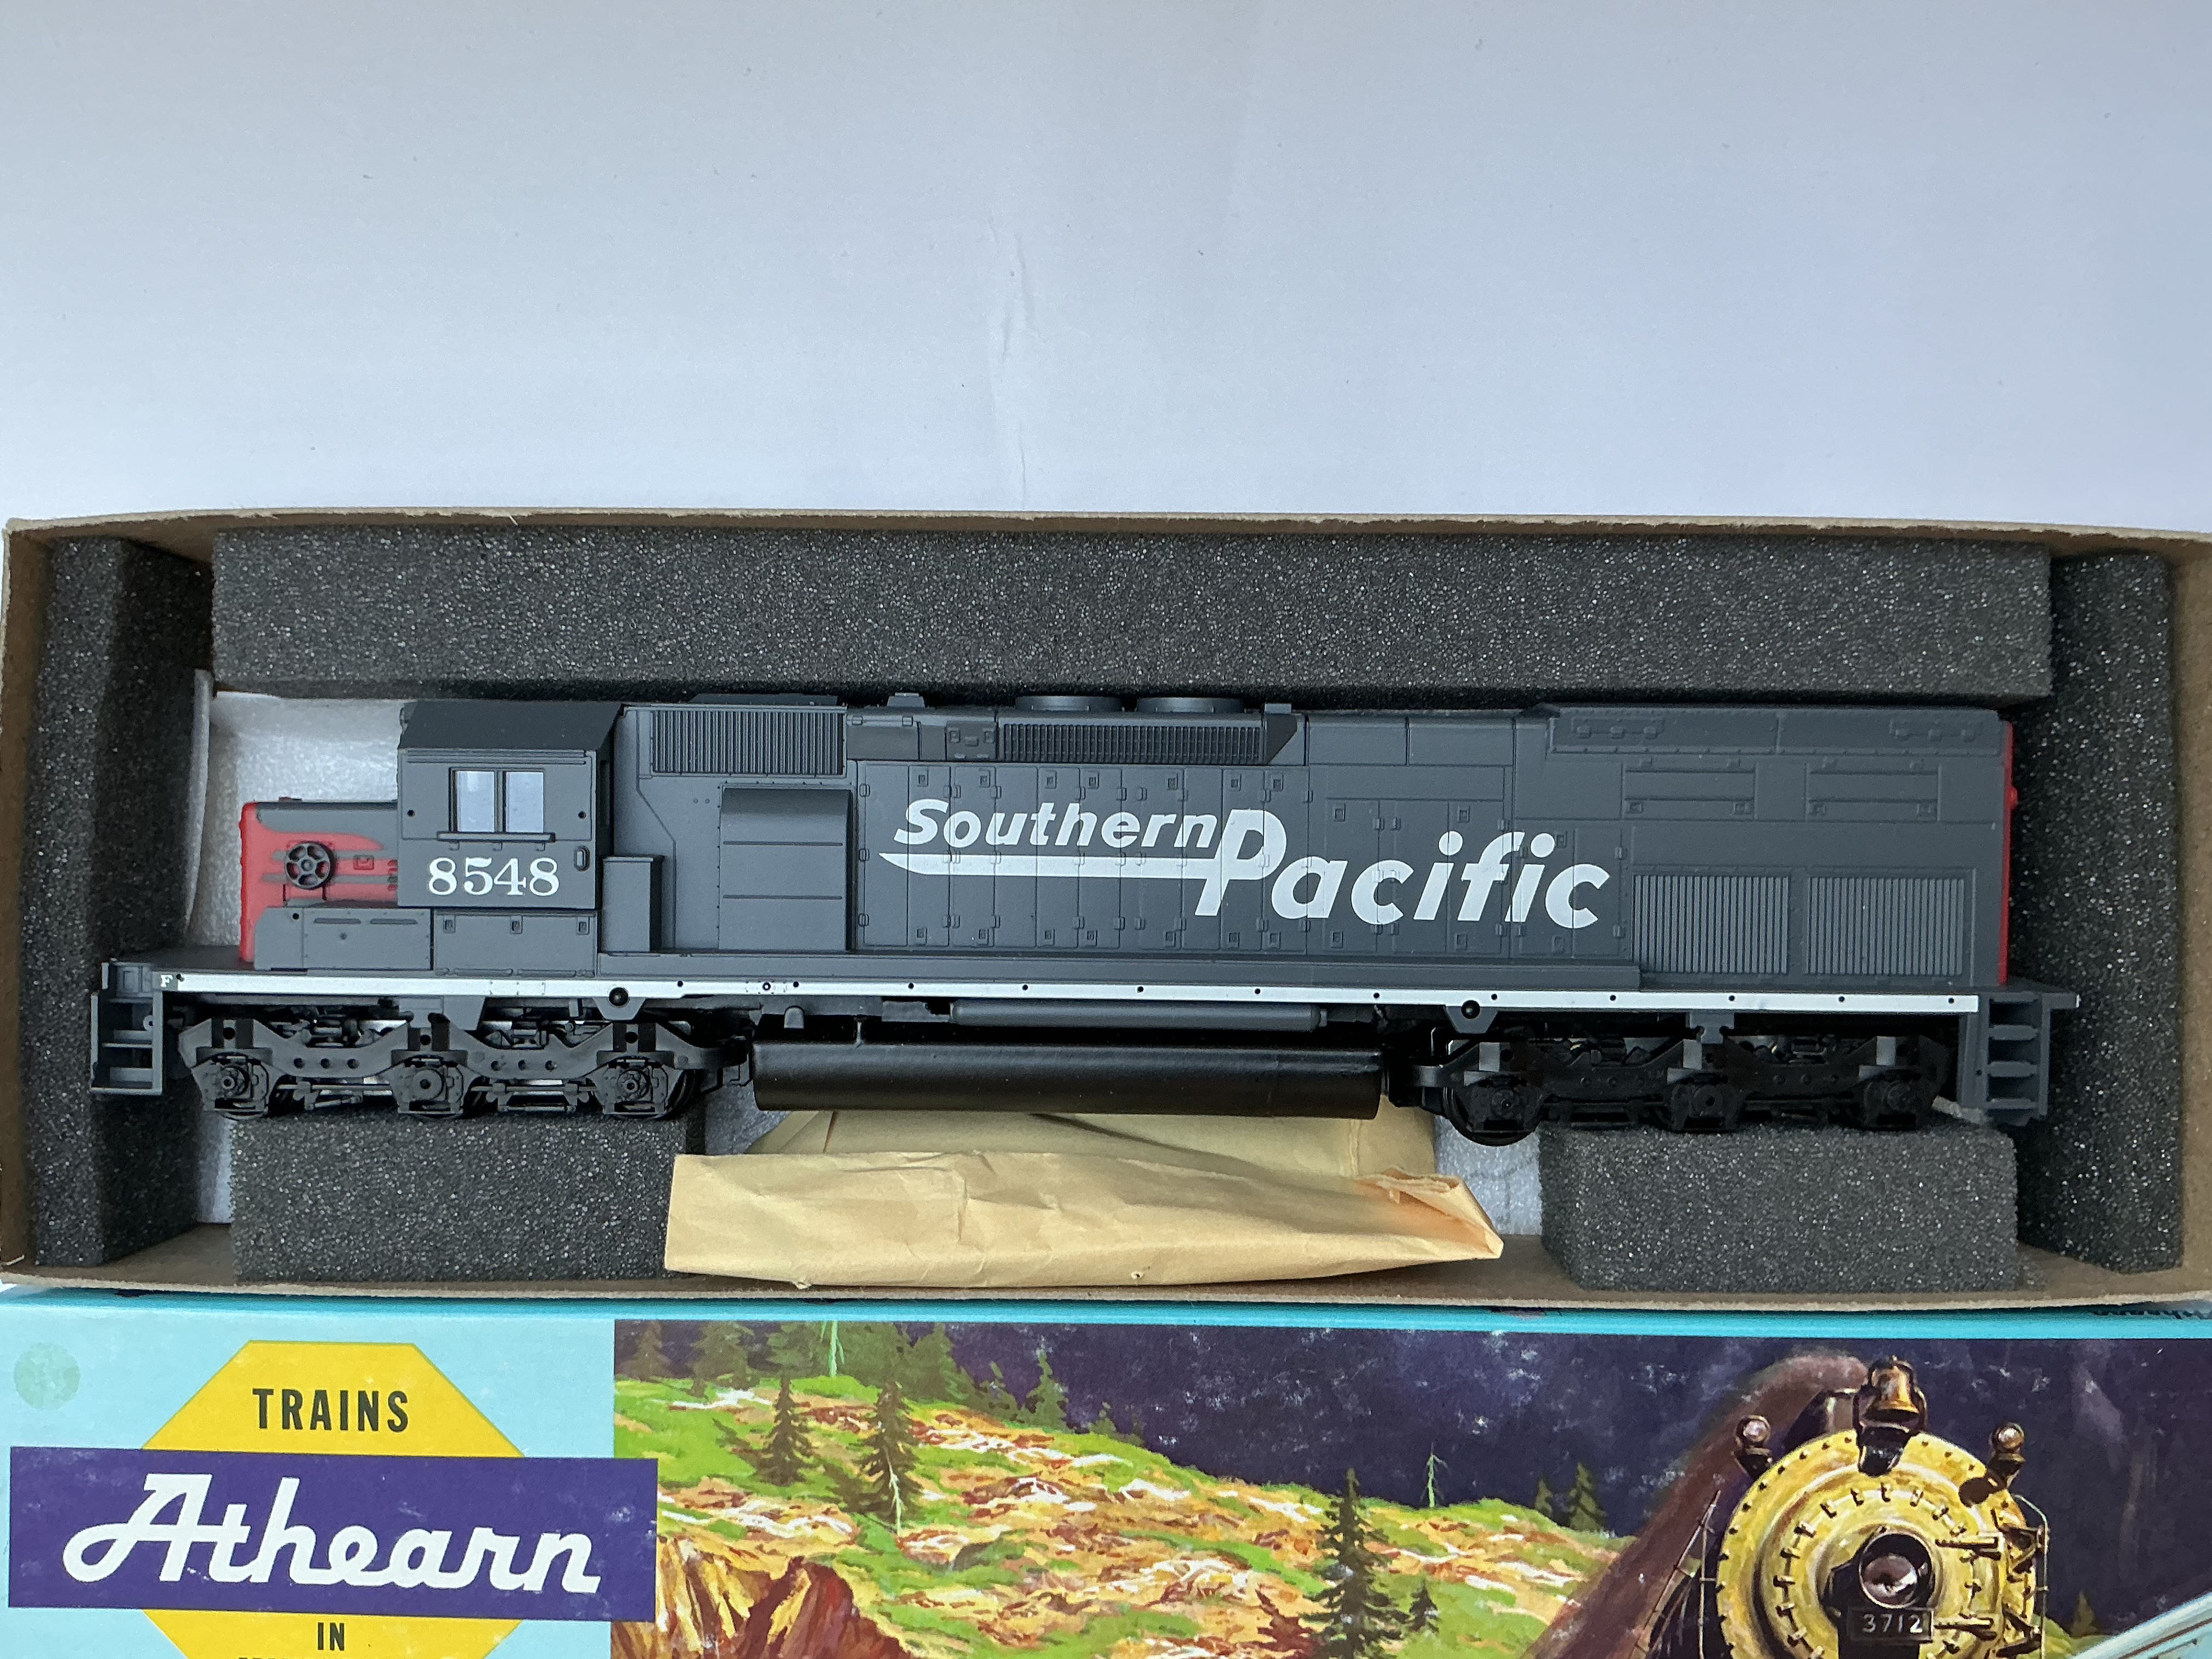 Southern
Pacific
8548
F
TRAINS
Athearn
IN
3712